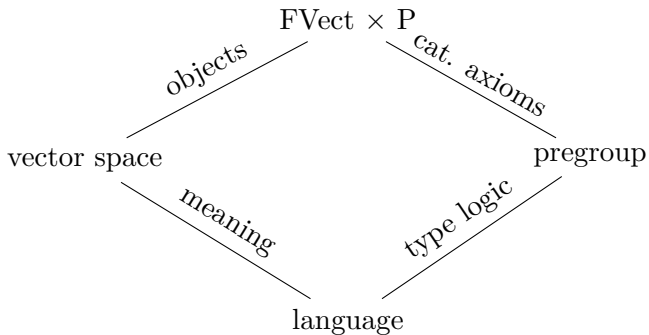 FVect × P
objects
cat. axioms
vector space
pregroup
meaning
type logic
language